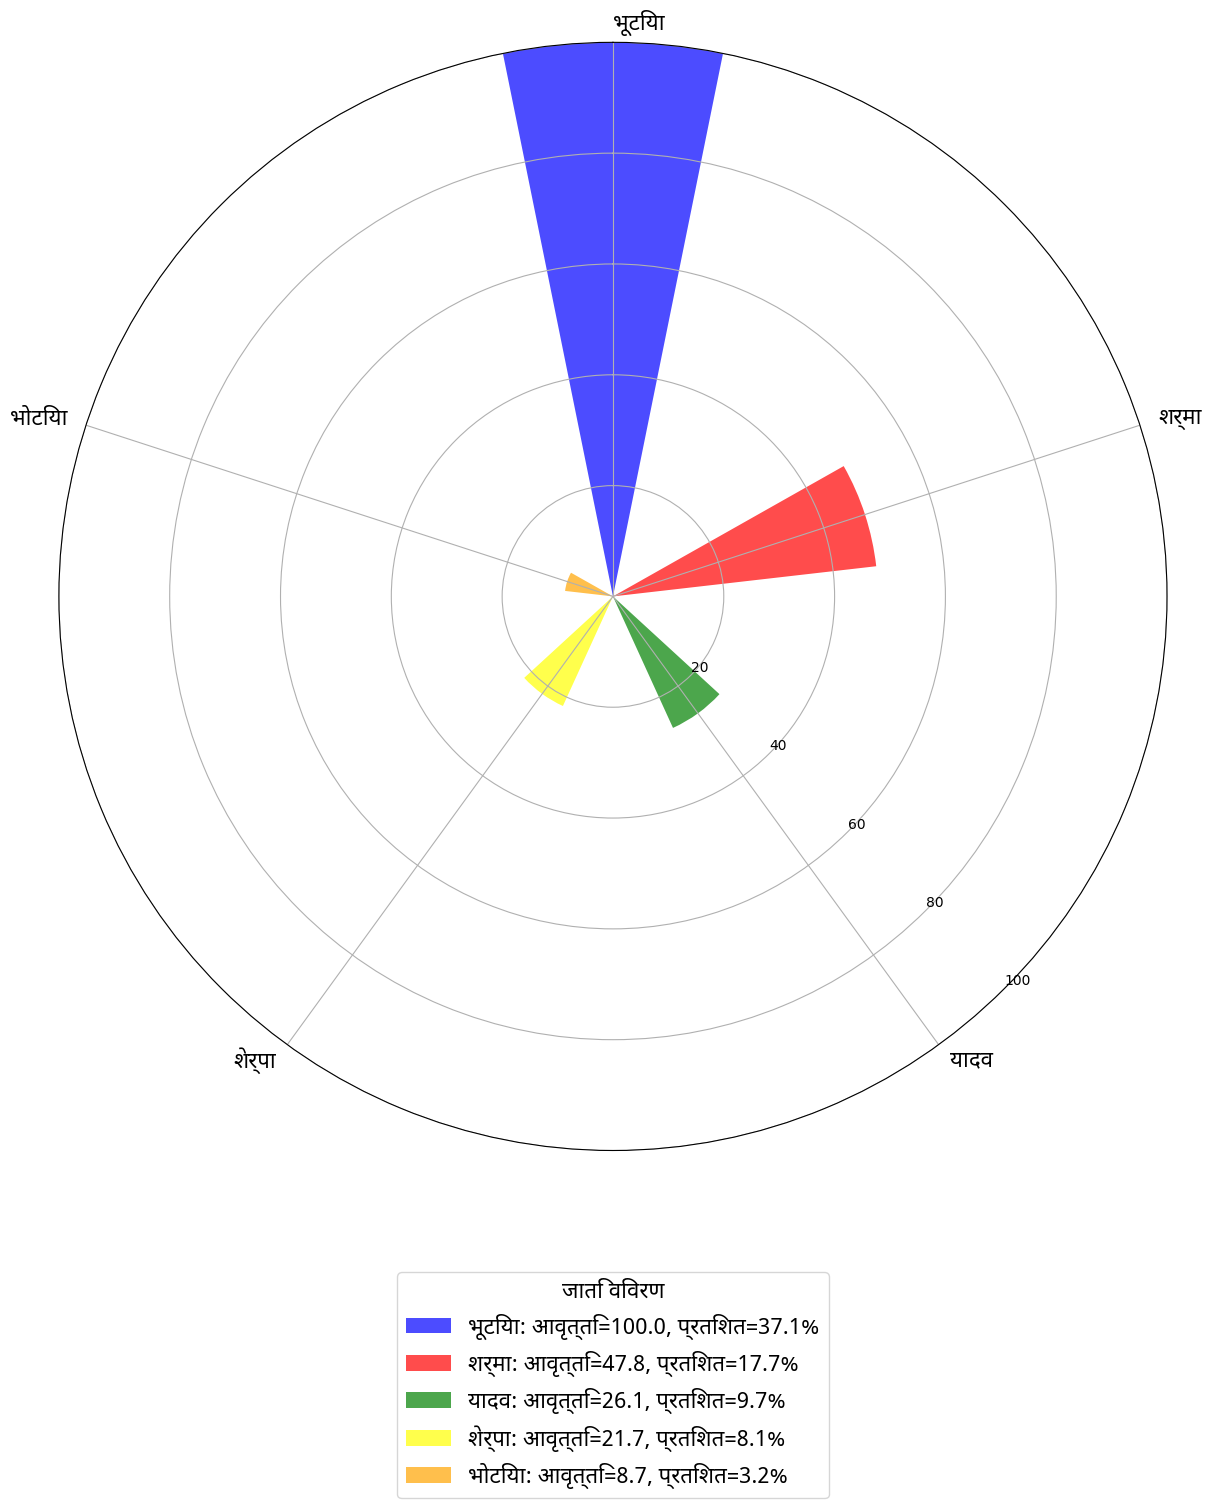 भूटिया
भोटिया
शर्मा
20
40
60
80
100
शेर्पा
यादव
जाति विवरण
भूटिया: आवृत्ति=100.0, प्रतिशत=37.1%
शर्मा: आवृत्ति=47.8, प्रतिशत=17.7%
यादव: आवृत्ति=26.1, प्रतिशत=9.7%
शेर्पा: आवृत्ति=21.7, प्रतिशत=8.1%
भोटिया: आवृत्ति=8.7, प्रतिशत=3.2%